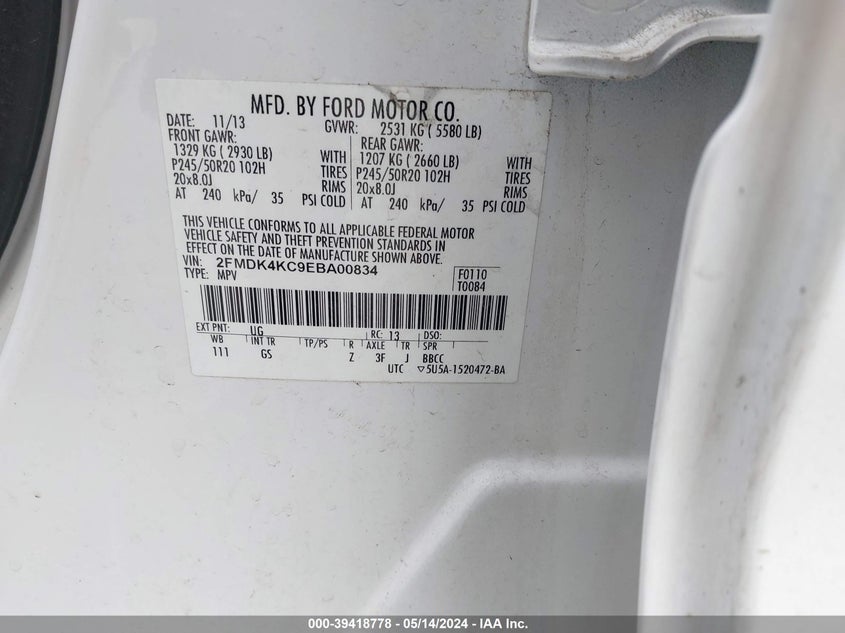 MFD. BY FORD MOTOR CO.
DATE: 11/13 GVWR: 2531 KG ( 5580 LB)
FRONT GAWR: REAR GAWR:
1329 KG ( 2930 LB) WITH 1207 KG ( 2660 LB) WITH
P245/50R20 102H TIRES P245/50R20 102H TIRES
20x8.0J RIMS 20x8.0J RIMS
AT 240 kPa/ 35 PSI COLD AT 240 kPa/ 35 PSI COLD
THIS VEHICLE CONFORMS TO ALL APPLICABLE FEDERAL MOTOR
VEHICLE SAFETY AND THEFT PREVENTION STANDARDS IN
EFFECT ON THE DATE OF MANUFACTURE SHOWN ABOVE.
VIN: 2FMDK4KC9EBA00834 F0110
TYPE: MPV T0084
EXT PNT: UG RC: 13 DSO:
WB INT TR TP/PS R AXLE TR SPR
111 GS Z 3F J BBCC
UTC ▽5U5A-1520472-BA
000-39418778 - 05/14/2024 - IAA Inc.